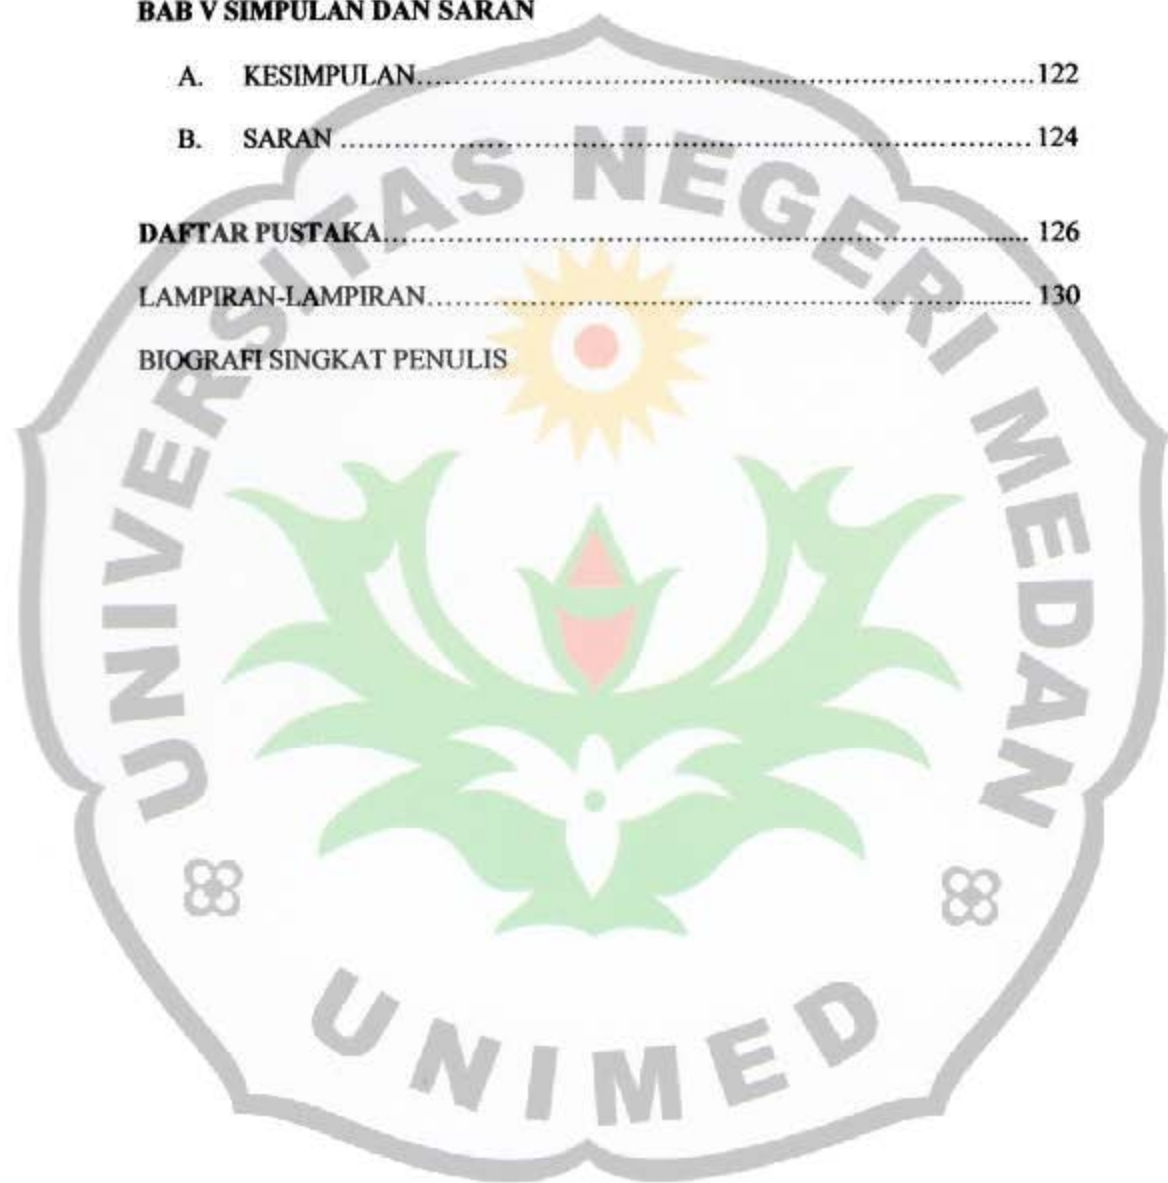 BAB V SIMPULAN DAN SARAN
A. KESIMPULAN.....................................................................122
B. SARAN .............................................................................124
DAFTAR PUSTAKA........................................................................ 126
LAMPIRAN-LAMPIRAN................................................................... 130
BIOGRAFI SINGKAT PENULIS
UNIVERSITAS NEGERI MEDAN
UNIMED